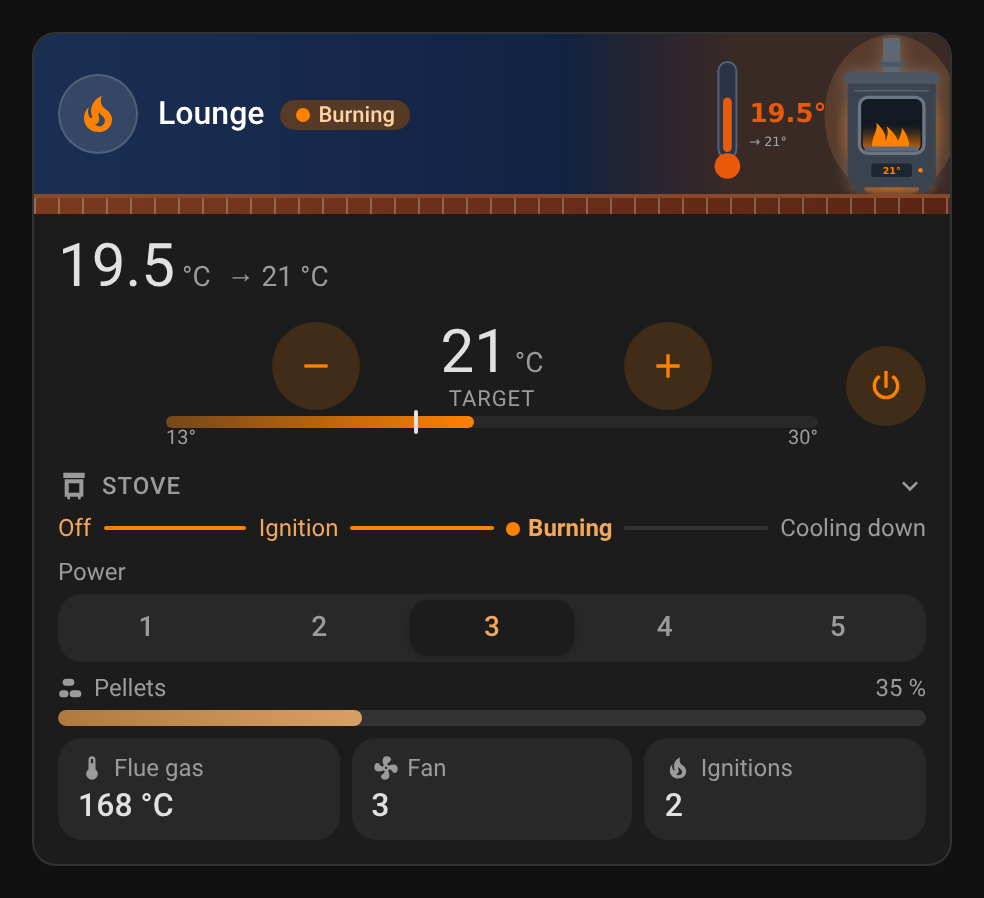 Lounge
Burning
19.5°
→ 21°
21°
19.5 °C → 21 °C
21 °C
TARGET
13° 30°
STOVE
Off Ignition Burning Cooling down
Power
1 2 3 4 5
Pellets 35 %
Flue gas Fan Ignitions
168 °C 3 2